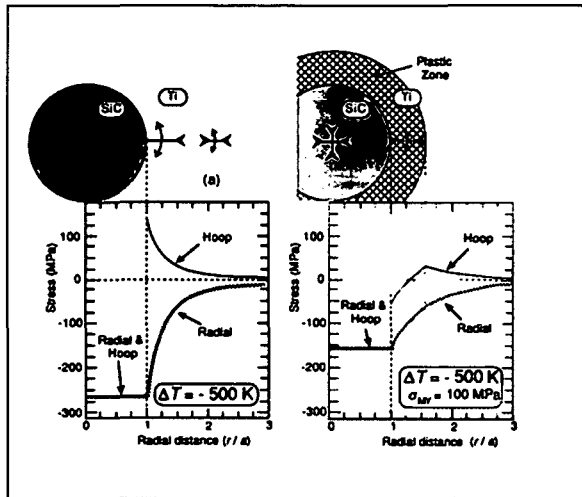 SiC
Ti
(a)
Stress (MPa)
100
0
-100
-200
-300
Hoop
Radial & Hoop
Radial
ΔT = - 500 K
0
1
2
3
Radial distance (r / a)
Plastic Zone
SiC
Ti
Stress (MPa)
100
0
-100
-200
-300
Hoop
Radial & Hoop
Radial
ΔT = - 500 K
σMY = 100 MPa
0
1
2
3
Radial distance (r / a)